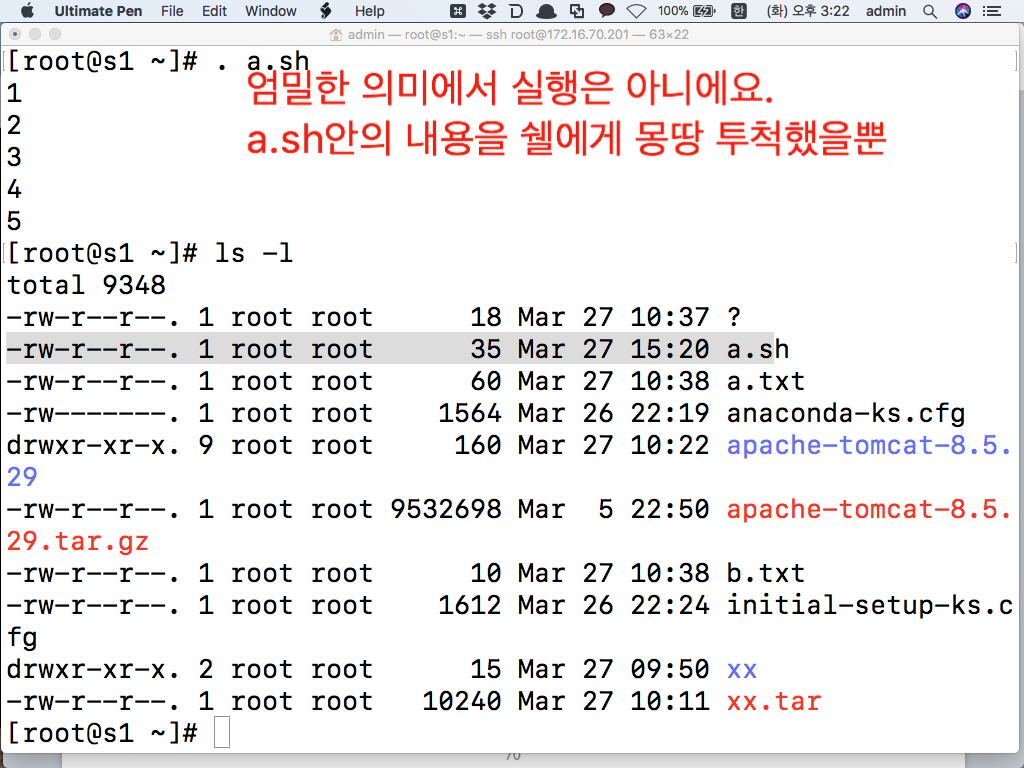 Ultimate Pen File Edit Window Help 100% 한 (화) 오후 3:22 admin
admin — root@s1:~ — ssh root@172.16.70.201 — 63×22
[root@s1 ~]# . a.sh
엄밀한 의미에서 실행은 아니에요.
1
a.sh안의 내용을 쉘에게 몽땅 투척했을뿐
2
3
4
5
[root@s1 ~]# ls -l
total 9348
-rw-r--r--. 1 root root 18 Mar 27 10:37 ?
-rw-r--r--. 1 root root 35 Mar 27 15:20 a.sh
-rw-r--r--. 1 root root 60 Mar 27 10:38 a.txt
-rw-------. 1 root root 1564 Mar 26 22:19 anaconda-ks.cfg
drwxr-xr-x. 9 root root 160 Mar 27 10:22 apache-tomcat-8.5.
29
-rw-r--r--. 1 root root 9532698 Mar 5 22:50 apache-tomcat-8.5.
29.tar.gz
-rw-r--r--. 1 root root 10 Mar 27 10:38 b.txt
-rw-r--r--. 1 root root 1612 Mar 26 22:24 initial-setup-ks.c
fg
drwxr-xr-x. 2 root root 15 Mar 27 09:50 xx
-rw-r--r--. 1 root root 10240 Mar 27 10:11 xx.tar
[root@s1 ~]#